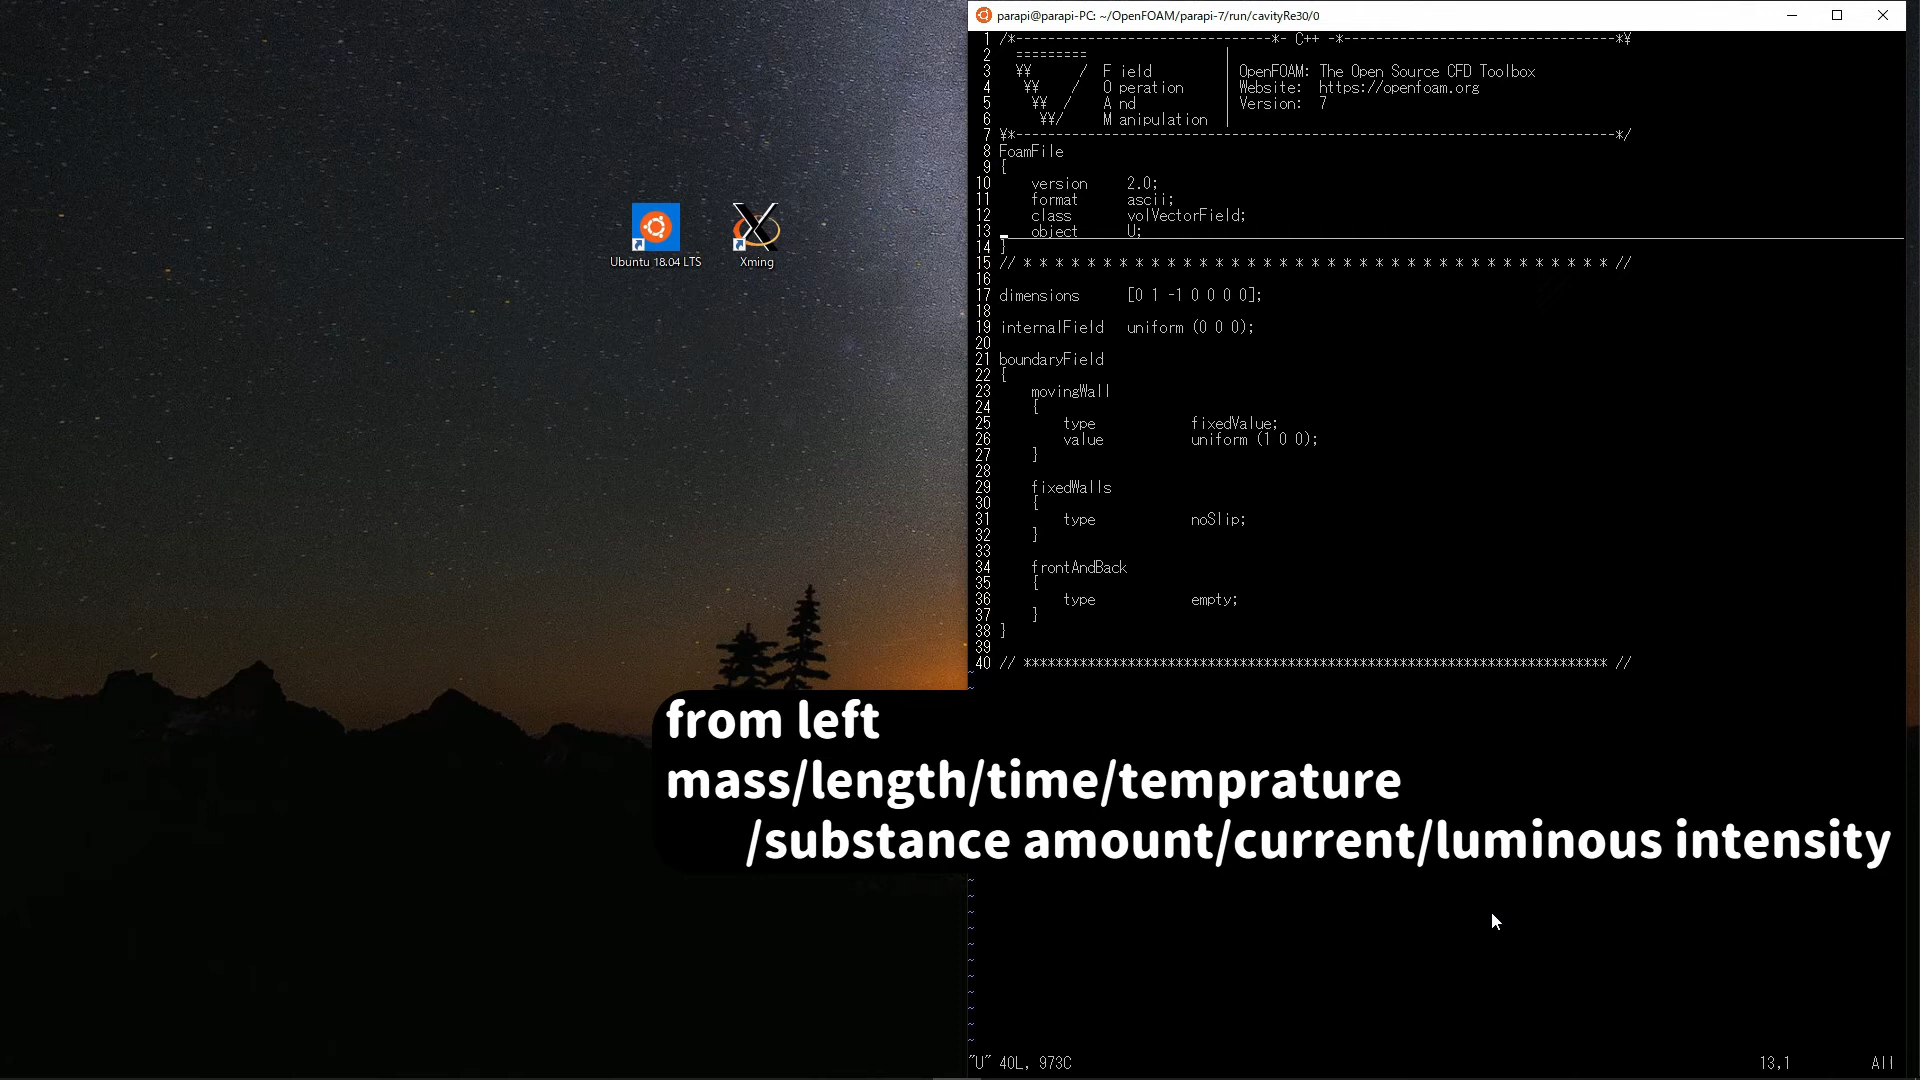 parapi@parapi-PC: ~/OpenFOAM/parapi-7/run/cavityRe30/0
1 /*--------------------------------*- C++ -*----------------------------------*¥
2   =========                 |
3   ¥¥      /  F ield         | OpenFOAM: The Open Source CFD Toolbox
4    ¥¥    /   O peration     | Website:  https://openfoam.org
5     ¥¥  /    A nd           | Version:  7
6      ¥¥/     M anipulation  |
7 ¥*---------------------------------------------------------------------------*/
8 FoamFile
9 {
10     version     2.0;
11     format      ascii;
12     class       volVectorField;
13     object      U;
14 }
15 // * * * * * * * * * * * * * * * * * * * * * * * * * * * * * * * * * * * * * //
16
17 dimensions      [0 1 -1 0 0 0 0];
18
19 internalField   uniform (0 0 0);
20
21 boundaryField
22 {
23     movingWall
24     {
25         type            fixedValue;
26         value           uniform (1 0 0);
27     }
28
29     fixedWalls
30     {
31         type            noSlip;
32     }
33
34     frontAndBack
35     {
36         type            empty;
37     }
38 }
39
40 // ************************************************************************* //
Ubuntu 18.04 LTS
Xming
from left
mass/length/time/temprature
/substance amount/current/luminous intensity
~
~
~
~
~
~
~
~
~
~
~
~
~
"U" 40L, 973C 13,1 All